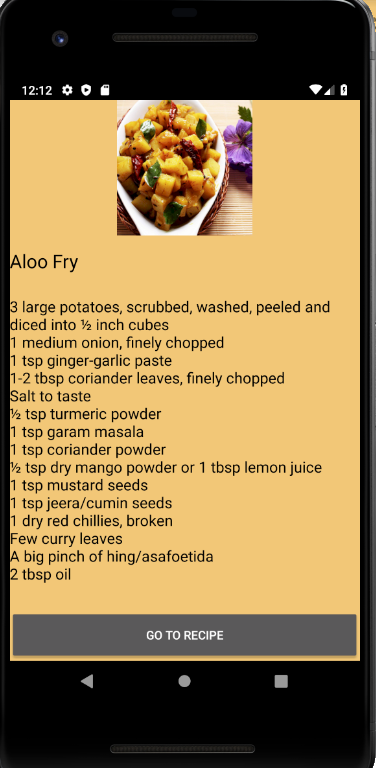 12:12
Aloo Fry
3 large potatoes, scrubbed, washed, peeled and
diced into ½ inch cubes
1 medium onion, finely chopped
1 tsp ginger-garlic paste
1-2 tbsp coriander leaves, finely chopped
Salt to taste
½ tsp turmeric powder
1 tsp garam masala
1 tsp coriander powder
½ tsp dry mango powder or 1 tbsp lemon juice
1 tsp mustard seeds
1 tsp jeera/cumin seeds
1 dry red chillies, broken
Few curry leaves
A big pinch of hing/asafoetida
2 tbsp oil
GO TO RECIPE